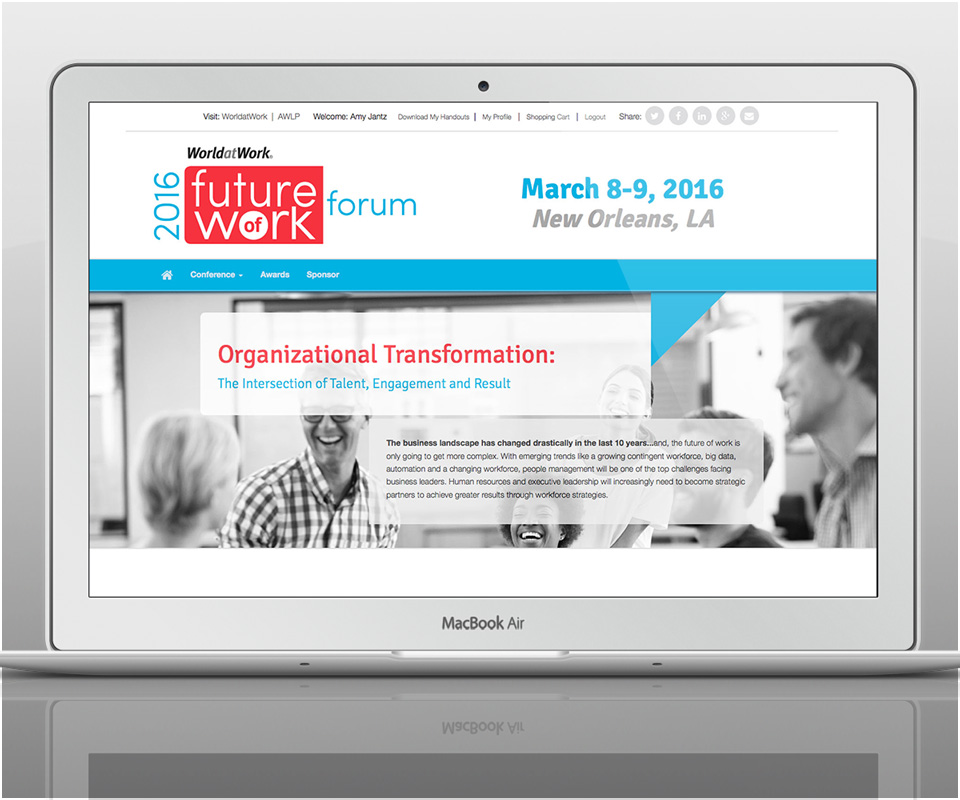 Visit: WorldatWork | AWLP Welcome: Amy Jantz Download My Handouts | My Profile | Shopping Cart | Logout Share:
WorldatWork®
2016 future of work forum
March 8-9, 2016
New Orleans, LA
Conference Awards Sponsor
Organizational Transformation:
The Intersection of Talent, Engagement and Result
The business landscape has changed drastically in the last 10 years...and, the future of work is
only going to get more complex. With emerging trends like a growing contingent workforce, big data,
automation and a changing workforce, people management will be one of the top challenges facing
business leaders. Human resources and executive leadership will increasingly need to become strategic
partners to achieve greater results through workforce strategies.
MacBook Air